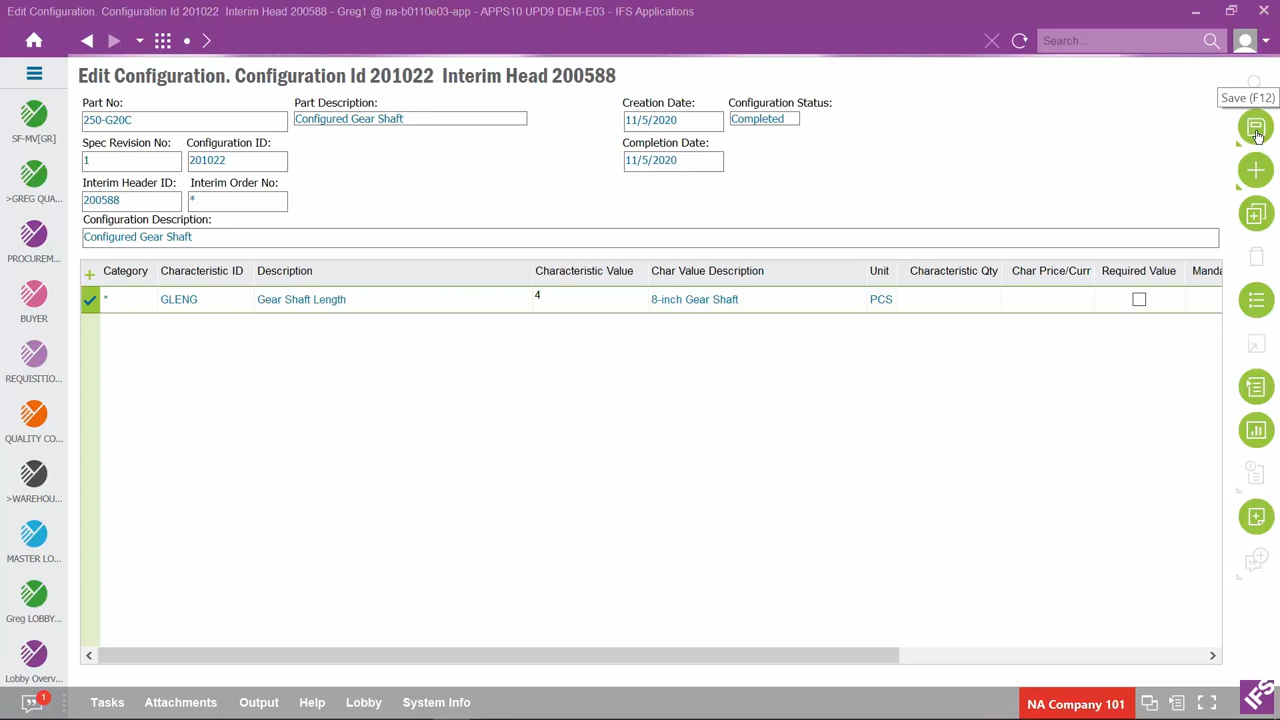 Edit Configuration. Configuration Id 201022 Interim Head 200588 - Greg1 @ na-b0110e03-app - APPS10 UPD9 DEM-E03 - IFS Applications
Search...
Edit Configuration. Configuration Id 201022 Interim Head 200588
Save (F12)
Part No: Part Description: Creation Date: Configuration Status:
250-G20C Configured Gear Shaft 11/5/2020 Completed
Spec Revision No: Configuration ID: Completion Date:
1 201022 11/5/2020
Interim Header ID: Interim Order No:
200588 *
Configuration Description:
Configured Gear Shaft
Category Characteristic ID Description Characteristic Value Char Value Description Unit Characteristic Qty Char Price/Curr Required Value Manda
* GLENG Gear Shaft Length 4 8-inch Gear Shaft PCS
SF-MV[GR]
>GREG QUA...
PROCUREM...
BUYER
REQUISITIO...
QUALITY CO...
>WAREHOU...
MASTER LO...
Greg LOBBY...
Lobby Overv...
1
Tasks Attachments Output Help Lobby System Info NA Company 101 IFS